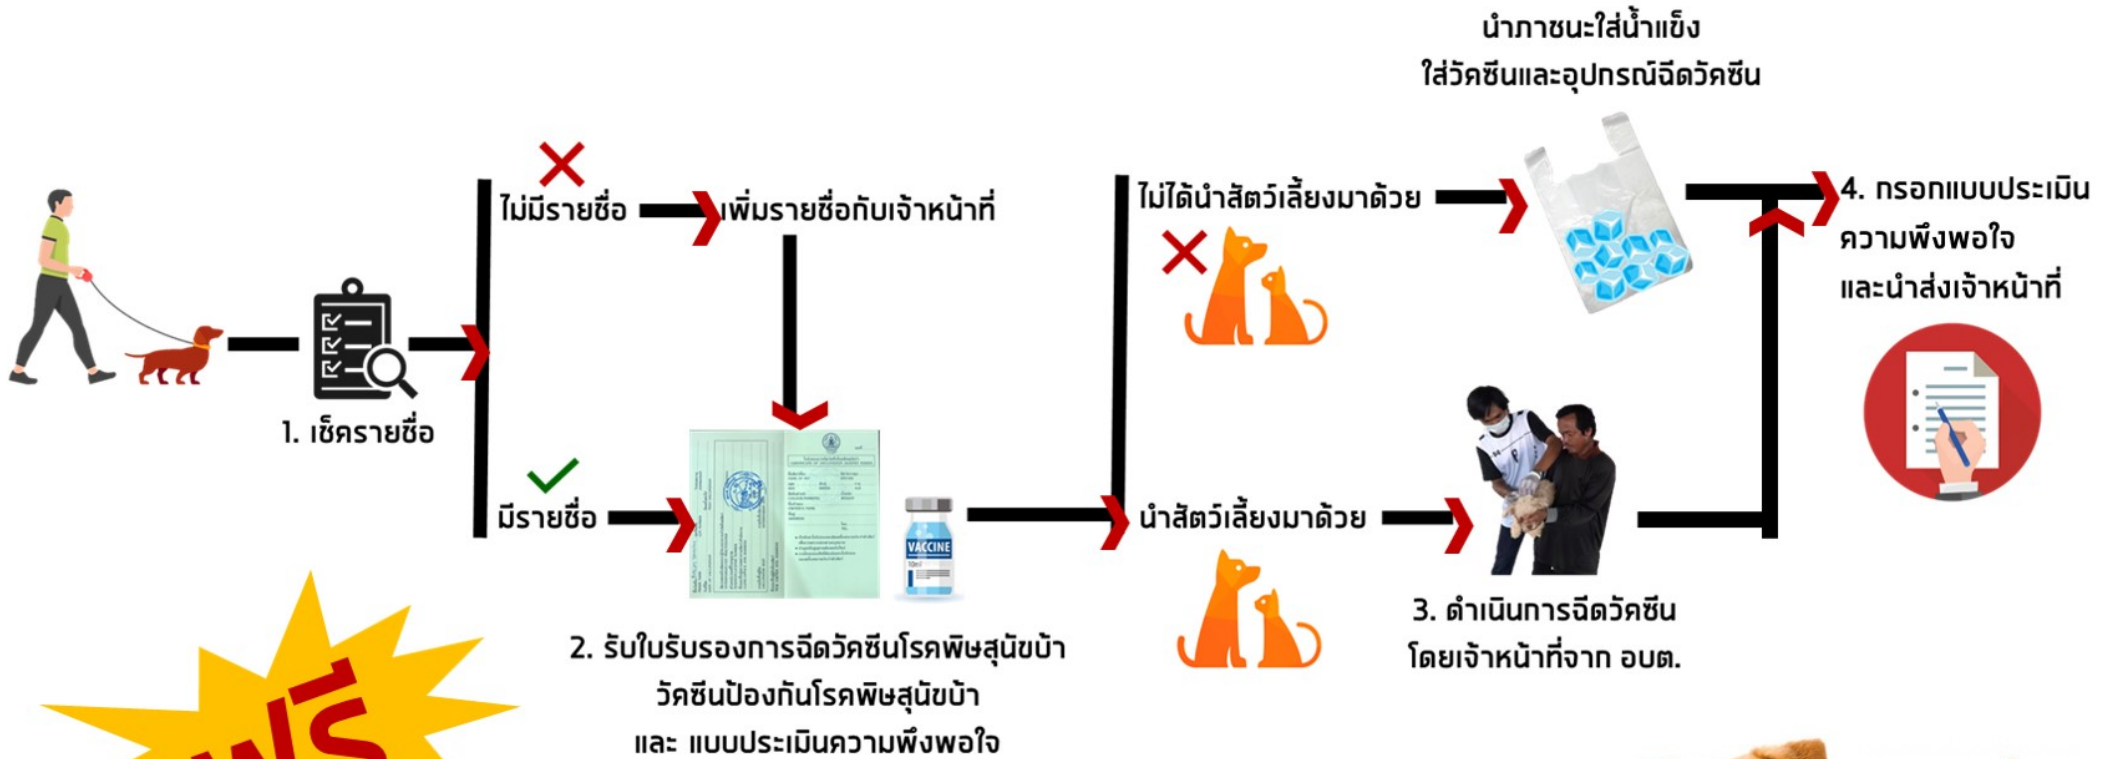 นำภาชนะใส่น้ำแข็ง
ใส่วัคซีนและอุปกรณ์ฉีดวัคซีน
ไม่มีรายชื่อ
เพิ่มรายชื่อกับเจ้าหน้าที่
ไม่ได้นำสัตว์เลี้ยงมาด้วย
4. กรอกแบบประเมิน
ความพึงพอใจ
และนำส่งเจ้าหน้าที่
1. เช็ครายชื่อ
มีรายชื่อ
VACCINE
10ml
นำสัตว์เลี้ยงมาด้วย
2. รับใบรับรองการฉีดวัคซีนโรคพิษสุนัขบ้า
วัคซีนป้องกันโรคพิษสุนัขบ้า
และ แบบประเมินความพึงพอใจ
3. ดำเนินการฉีดวัคซีน
โดยเจ้าหน้าที่จาก อบต.
ฟรี